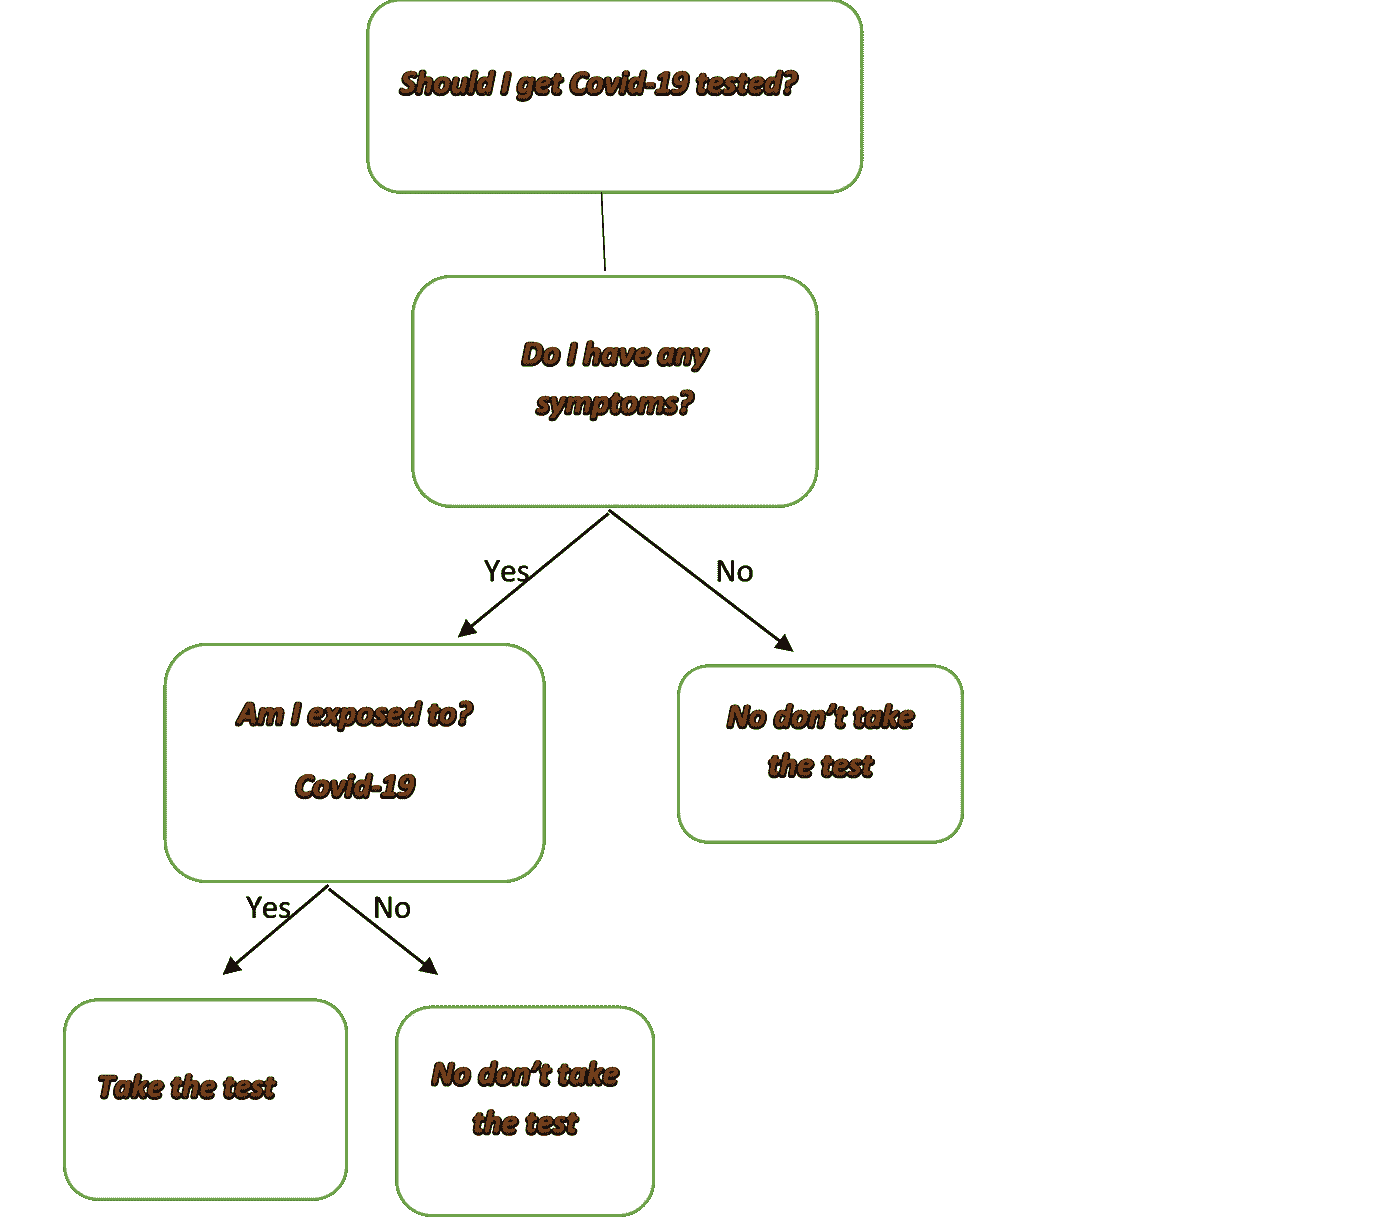 Should I get Covid-19 tested?
Do I have any
symptoms?
Yes
No
Am I exposed to?
Covid-19
No don’t take
the test
Yes
No
Take the test
No don’t take
the test